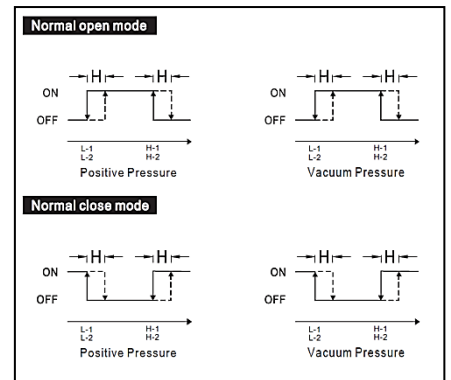 Normal open mode
H H H H
ON ON
OFF OFF
L-1 H-1 L-1 H-1
L-2 H-2 L-2 H-2
Positive Pressure Vacuum Pressure
Normal close mode
H H H H
ON ON
OFF OFF
L-1 H-1 L-1 H-1
L-2 H-2 L-2 H-2
Positive Pressure Vacuum Pressure